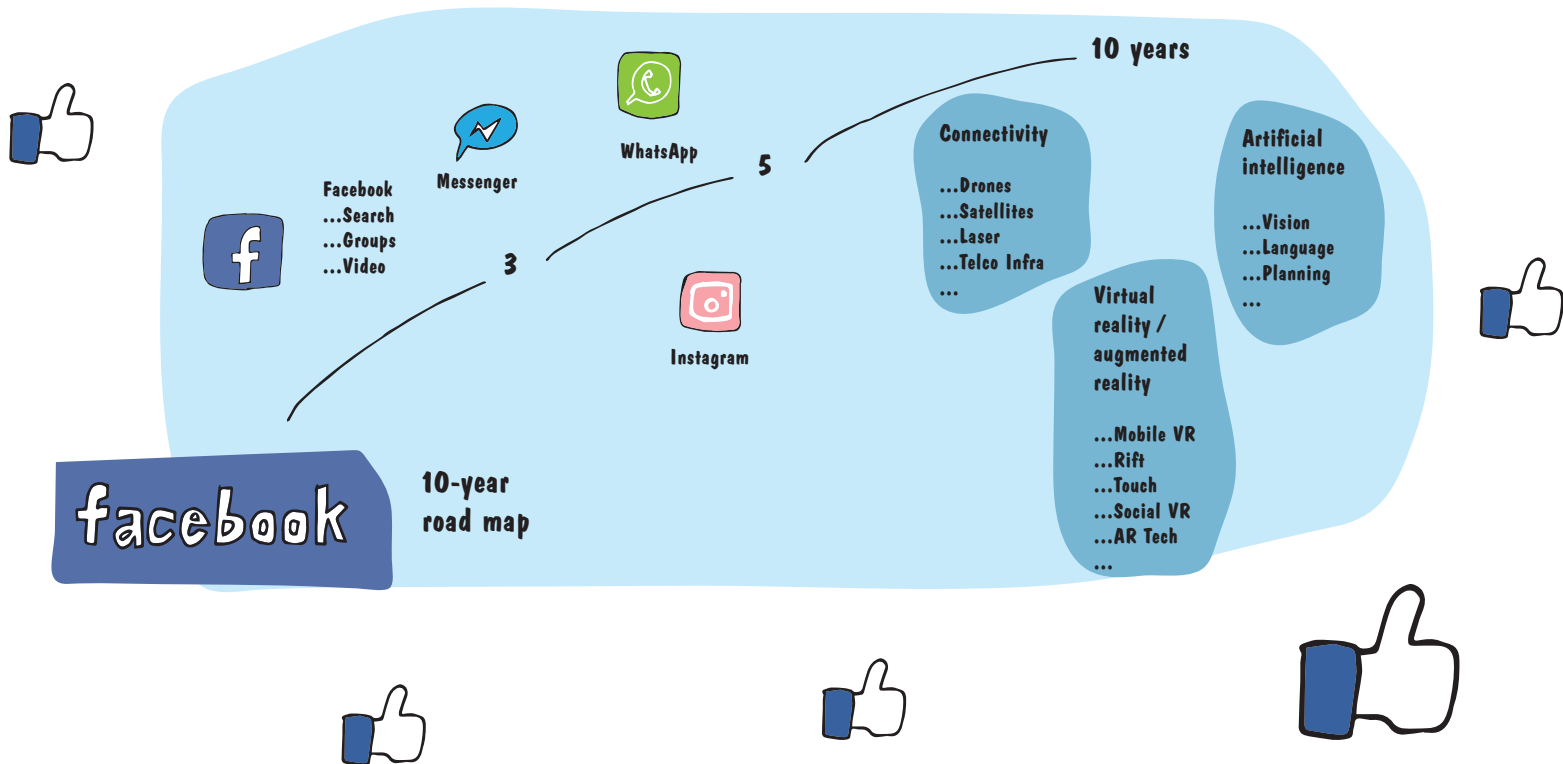 10 years
WhatsApp
5
Messenger
Facebook
...Search
...Groups
...Video
3
Instagram
Connectivity
...Drones
...Satellites
...Laser
...Telco Infra
...
Artificial
intelligence
...Vision
...Language
...Planning
...
Virtual
reality /
augmented
reality
...Mobile VR
...Rift
...Touch
...Social VR
...AR Tech
...
f
facebook
10-year
road map